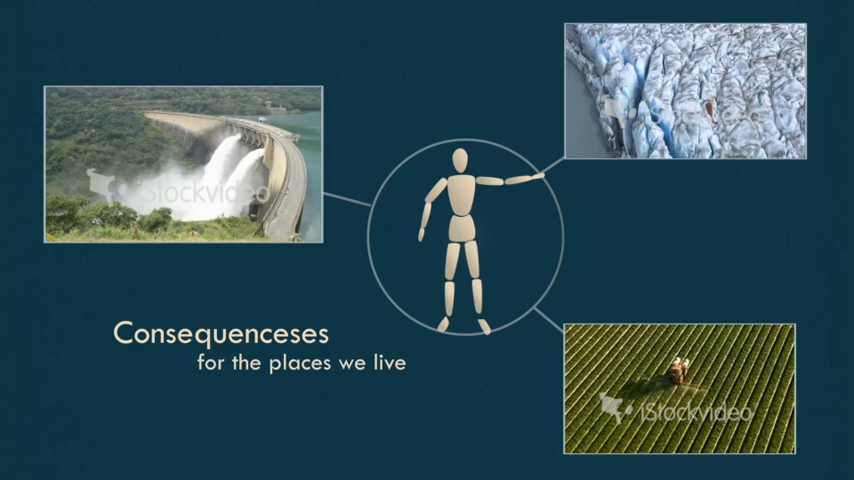 iStockvideo
Consequenceses
for the places we live
iStockvideo